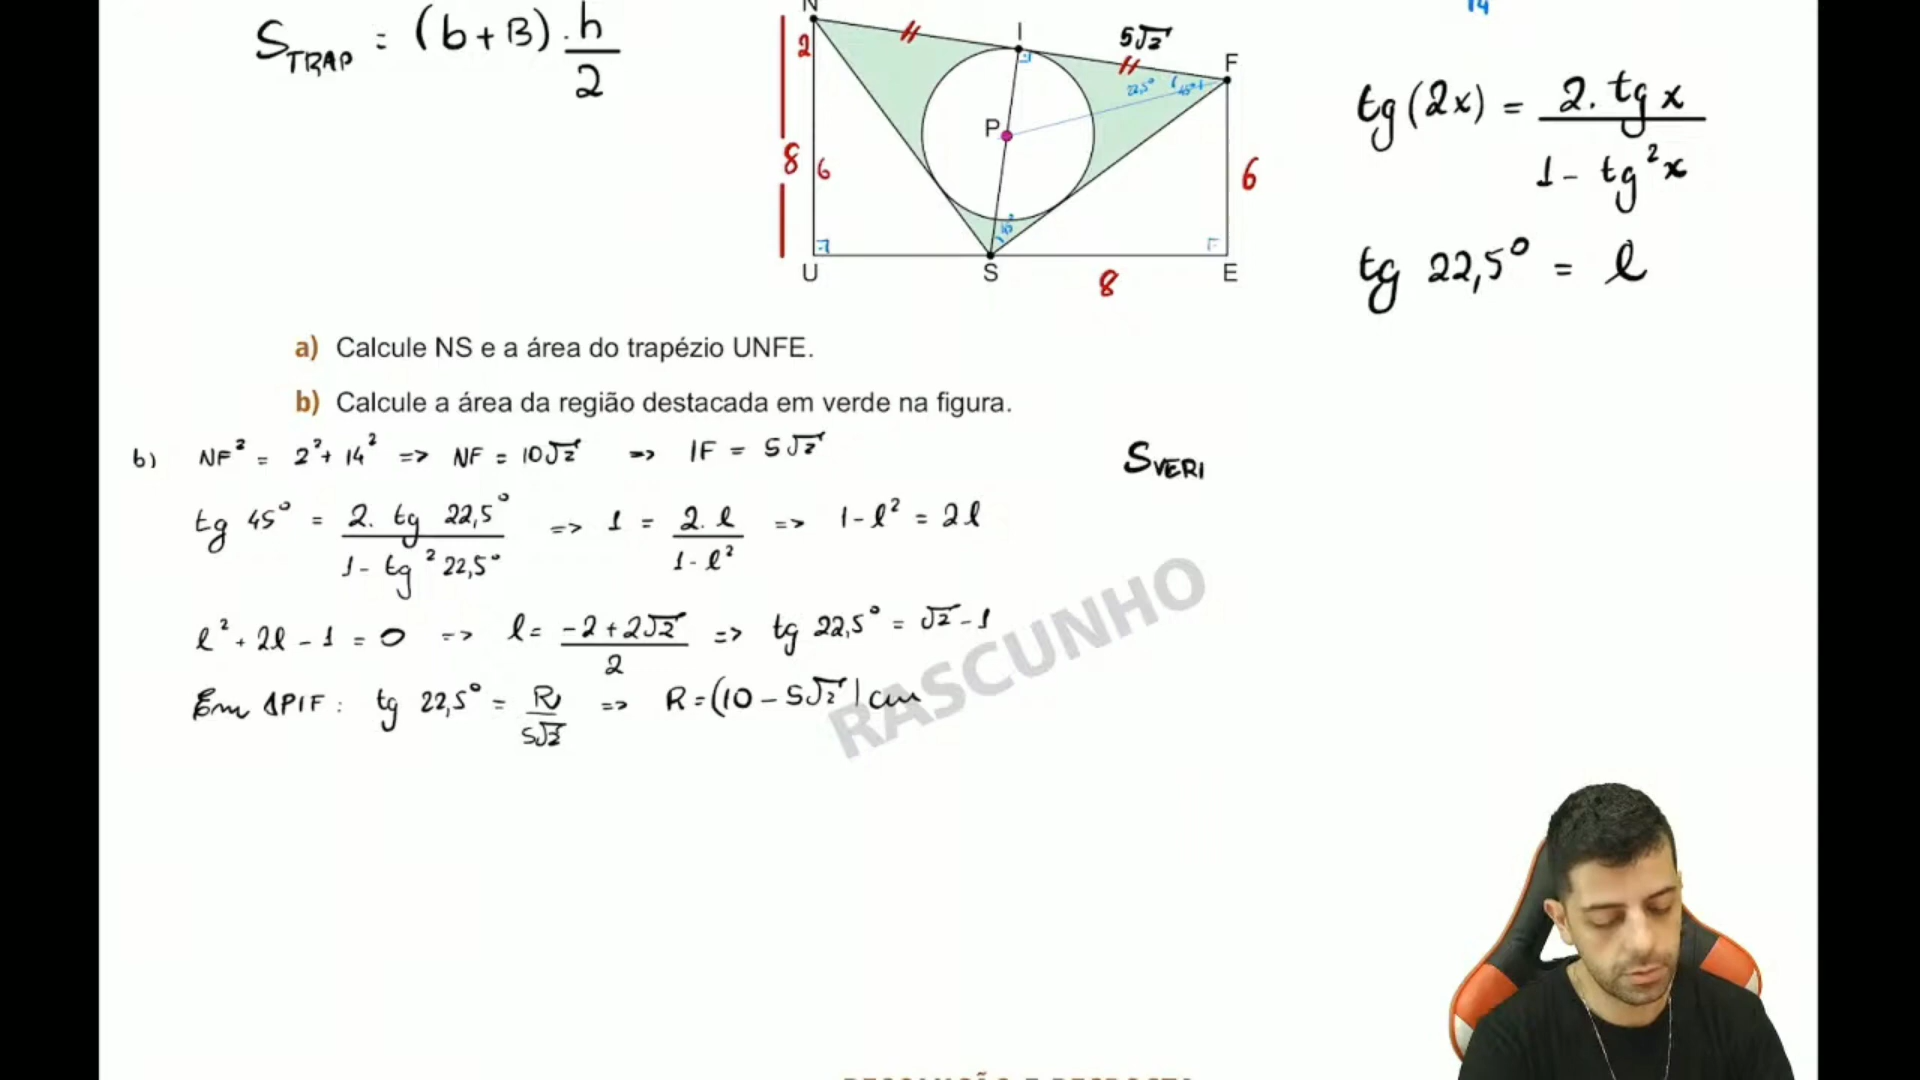 S_TRAP = (b+B) . h/2
N
I
5√2
F
2
22,5°
45°
P
8
6
6
45°
U
S
E
8
14
tg(2x) = 2. tg x / 1 - tg²x
tg 22,5° = l
a) Calcule NS e a área do trapézio UNFE.
b) Calcule a área da região destacada em verde na figura.
b) NF² = 2² + 14² => NF = 10√2 => IF = 5√2
S_VERI
tg 45° = 2. tg 22,5° / 1 - tg² 22,5° => 1 = 2. l / 1 - l² => 1 - l² = 2l
l² + 2l - 1 = 0 => l = -2 + 2√2 / 2 => tg 22,5° = √2 - 1
Em ΔPIF: tg 22,5° = R / 5√2 => R = (10 - 5√2) cm
RASCUNHO